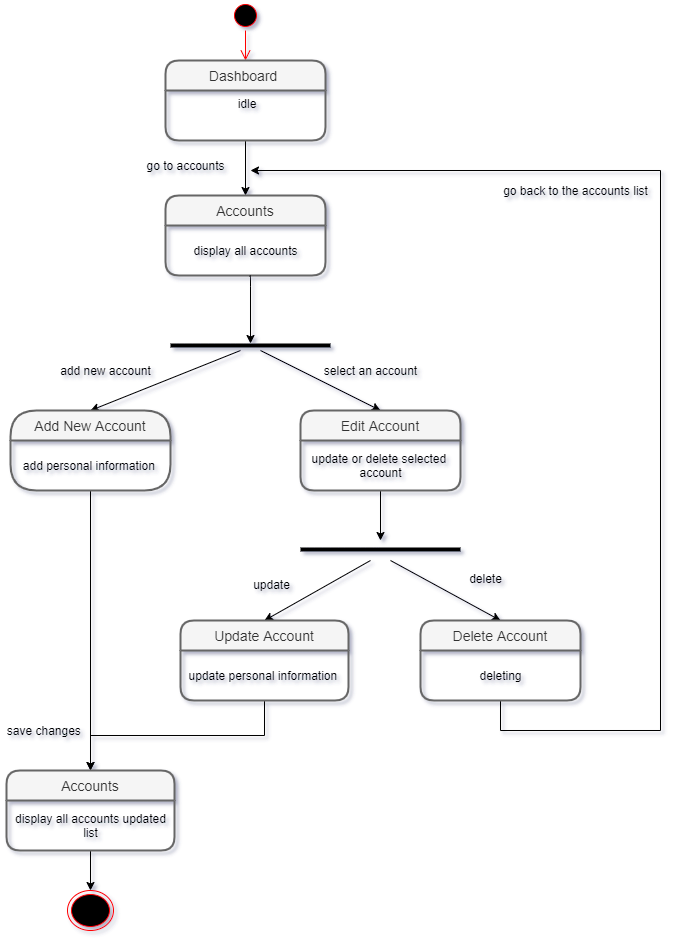 Dashboard
idle
go to accounts
go back to the accounts list
Accounts
display all accounts
add new account
select an account
Add New Account
add personal information
Edit Account
update or delete selected
account
update
delete
Update Account
update personal information
Delete Account
deleting
save changes
Accounts
display all accounts updated
list